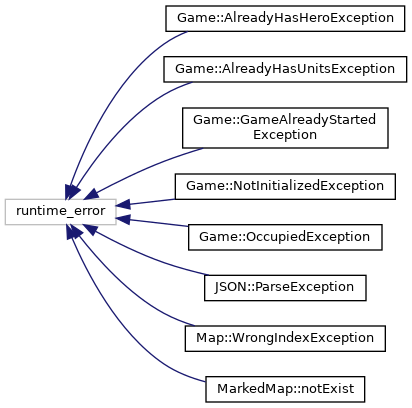 Game::AlreadyHasHeroException
Game::AlreadyHasUnitsException
Game::GameAlreadyStarted
Exception
Game::NotInitializedException
runtime_error
Game::OccupiedException
JSON::ParseException
Map::WrongIndexException
MarkedMap::notExist